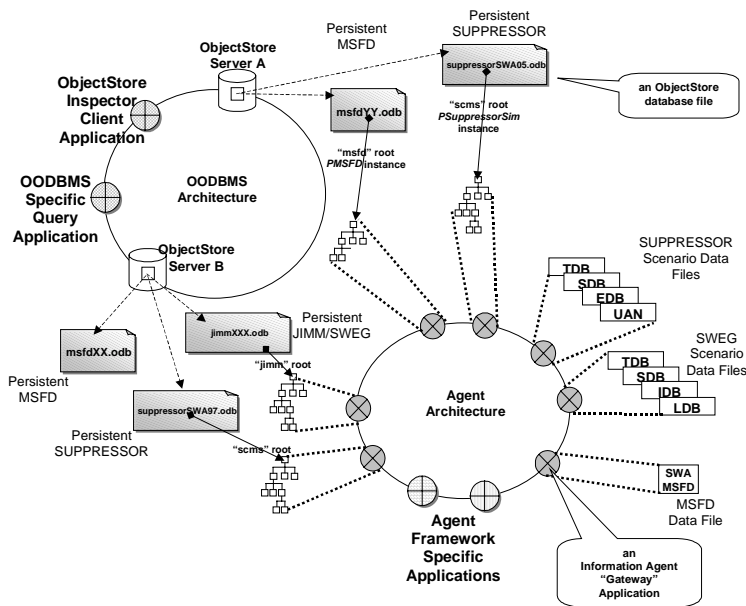 Persistent
SUPPRESSOR
Persistent
MSFD
ObjectStore
Server A
suppressorSWA05.odb
an ObjectStore
database file
ObjectStore
Inspector
Client
Application
msfdYY.odb
"scms" root
PSuppressorSim
instance
"msfd" root
PMSFD instance
OODBMS
Specific
Query
Application
OODBMS
Architecture
ObjectStore
Server B
SUPPRESSOR
Scenario Data
Files
TDB
SDB
EDB
UAN
Persistent
JIMM/SWEG
jimmXXX.odb
msfdXX.odb
"jimm" root
SWEG
Scenario
Data Files
TDB
SDB
IDB
LDB
Persistent
MSFD
suppressorSWA97.odb
Agent
Architecture
Persistent
SUPPRESSOR
"scms" root
SWA
MSFD
MSFD
Data File
Agent
Framework
Specific
Applications
an
Information Agent
"Gateway"
Application